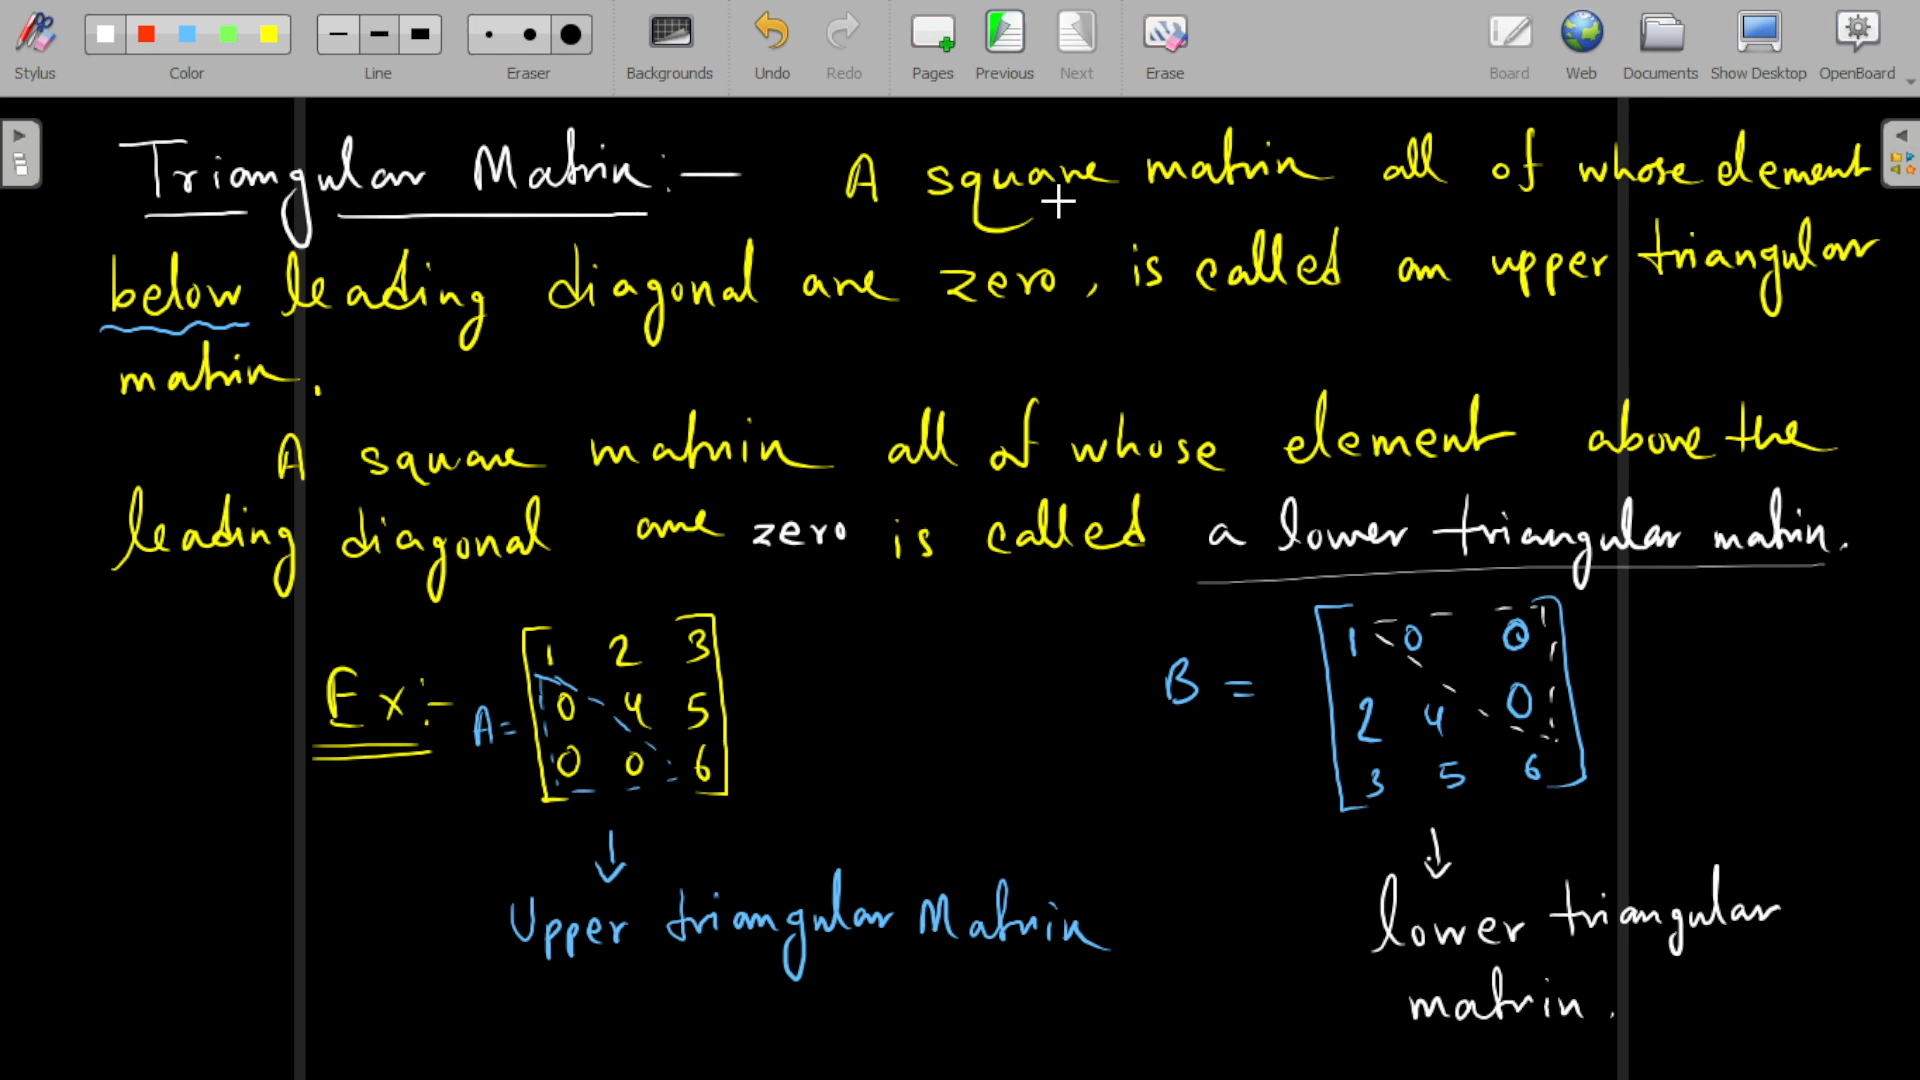 Stylus Color Line Eraser Backgrounds Undo Redo Pages Previous Next Erase Board Web Documents Show Desktop OpenBoard
Triangular Matrix :— A square matrix all of whose element
below leading diagonal are zero, is called an upper triangular
matrix.
A square matrix all of whose element above the
leading diagonal are zero is called a lower triangular matrix.
Ex :- A = [1 2 3
0 4 5
0 0 6]
B = [1 0 0
2 4 0
3 5 6]
↓ ↓
Upper triangular Matrix
lower triangular
matrix.